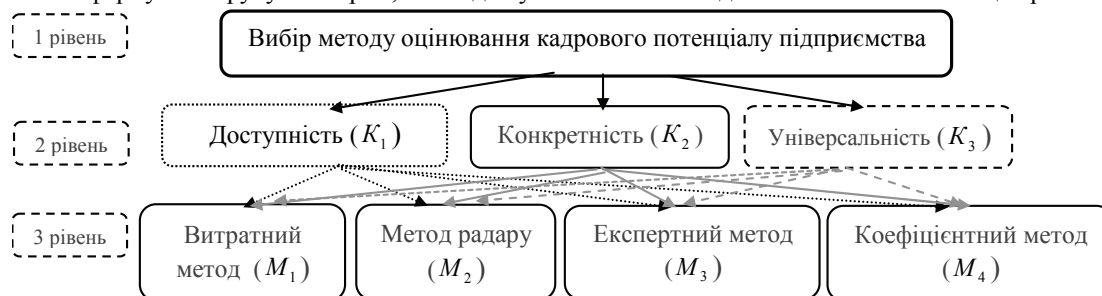 1 рівень
Вибір методу оцінювання кадрового потенціалу підприємства
2 рівень
Доступність (K₁)
Конкретність (K₂)
Універсальність (K₃)
3 рівень
Витратний
метод (M₁)
Метод радару
(M₂)
Експертний метод
(M₃)
Коефіцієнтний метод
(M₄)